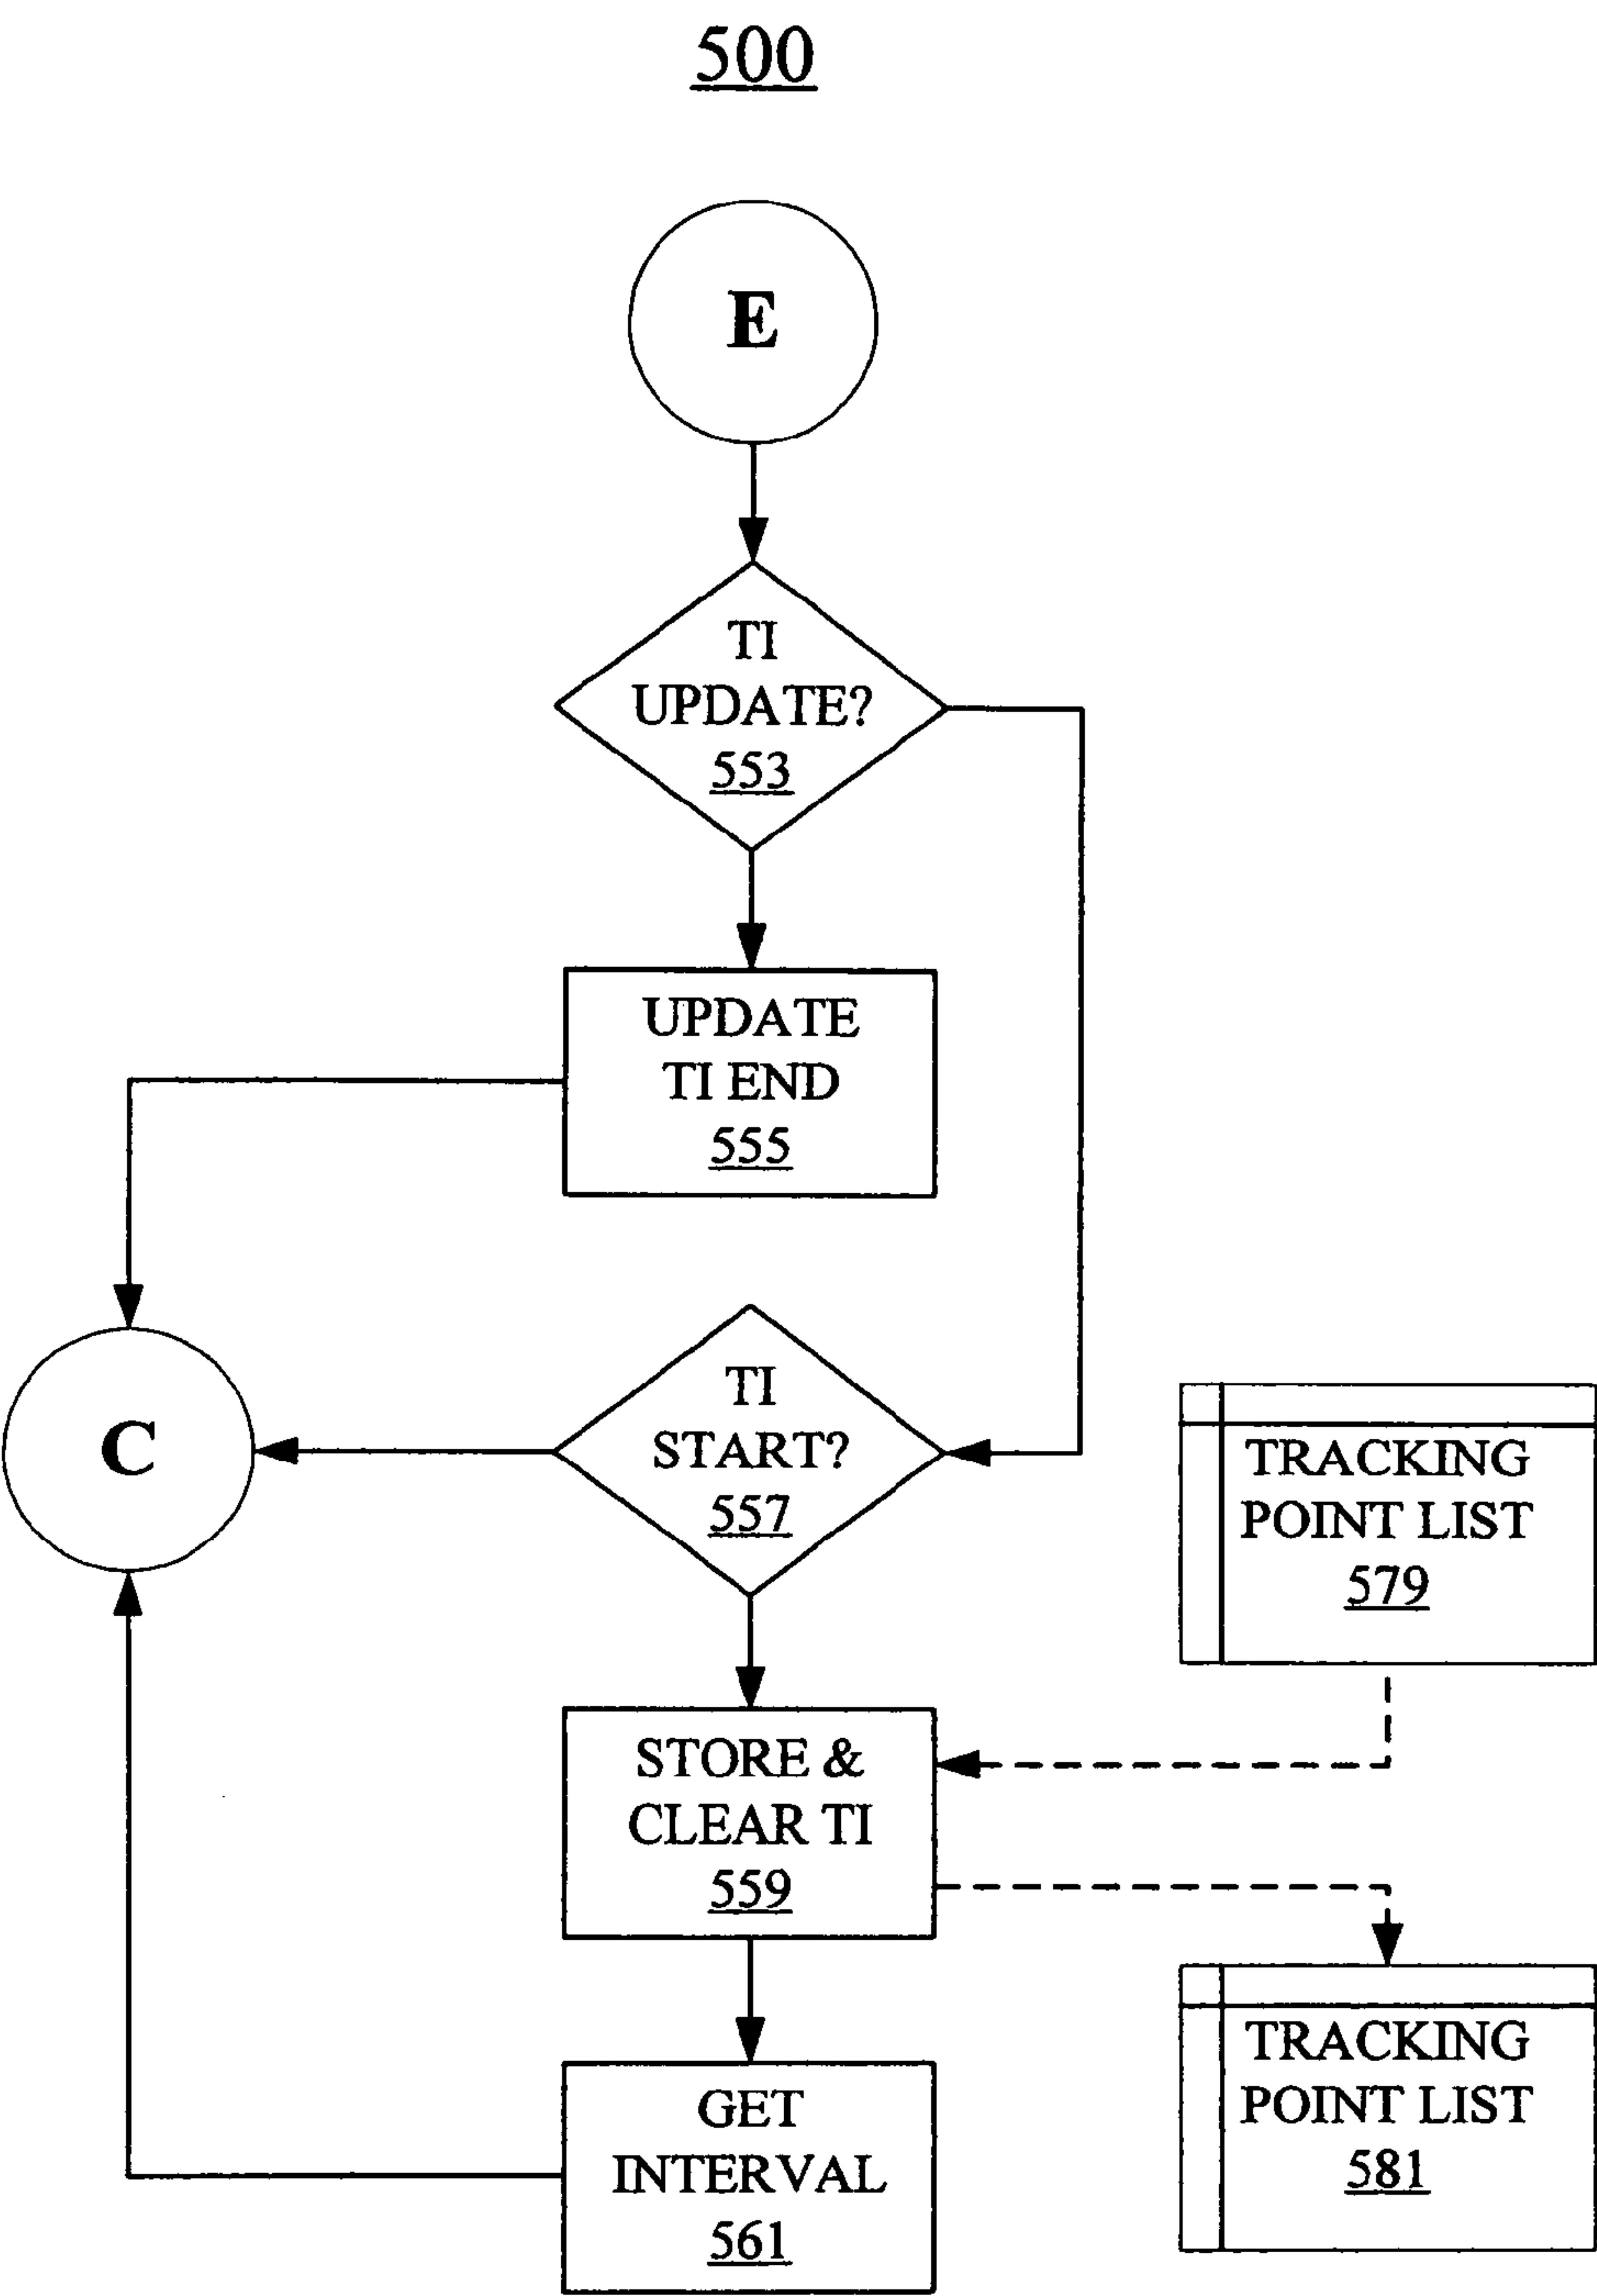 500
E
TI
UPDATE?
553
UPDATE
TI END
555
C
TI
START?
557
TRACKING
POINT LIST
579
STORE &
CLEAR TI
559
GET
INTERVAL
561
TRACKING
POINT LIST
581